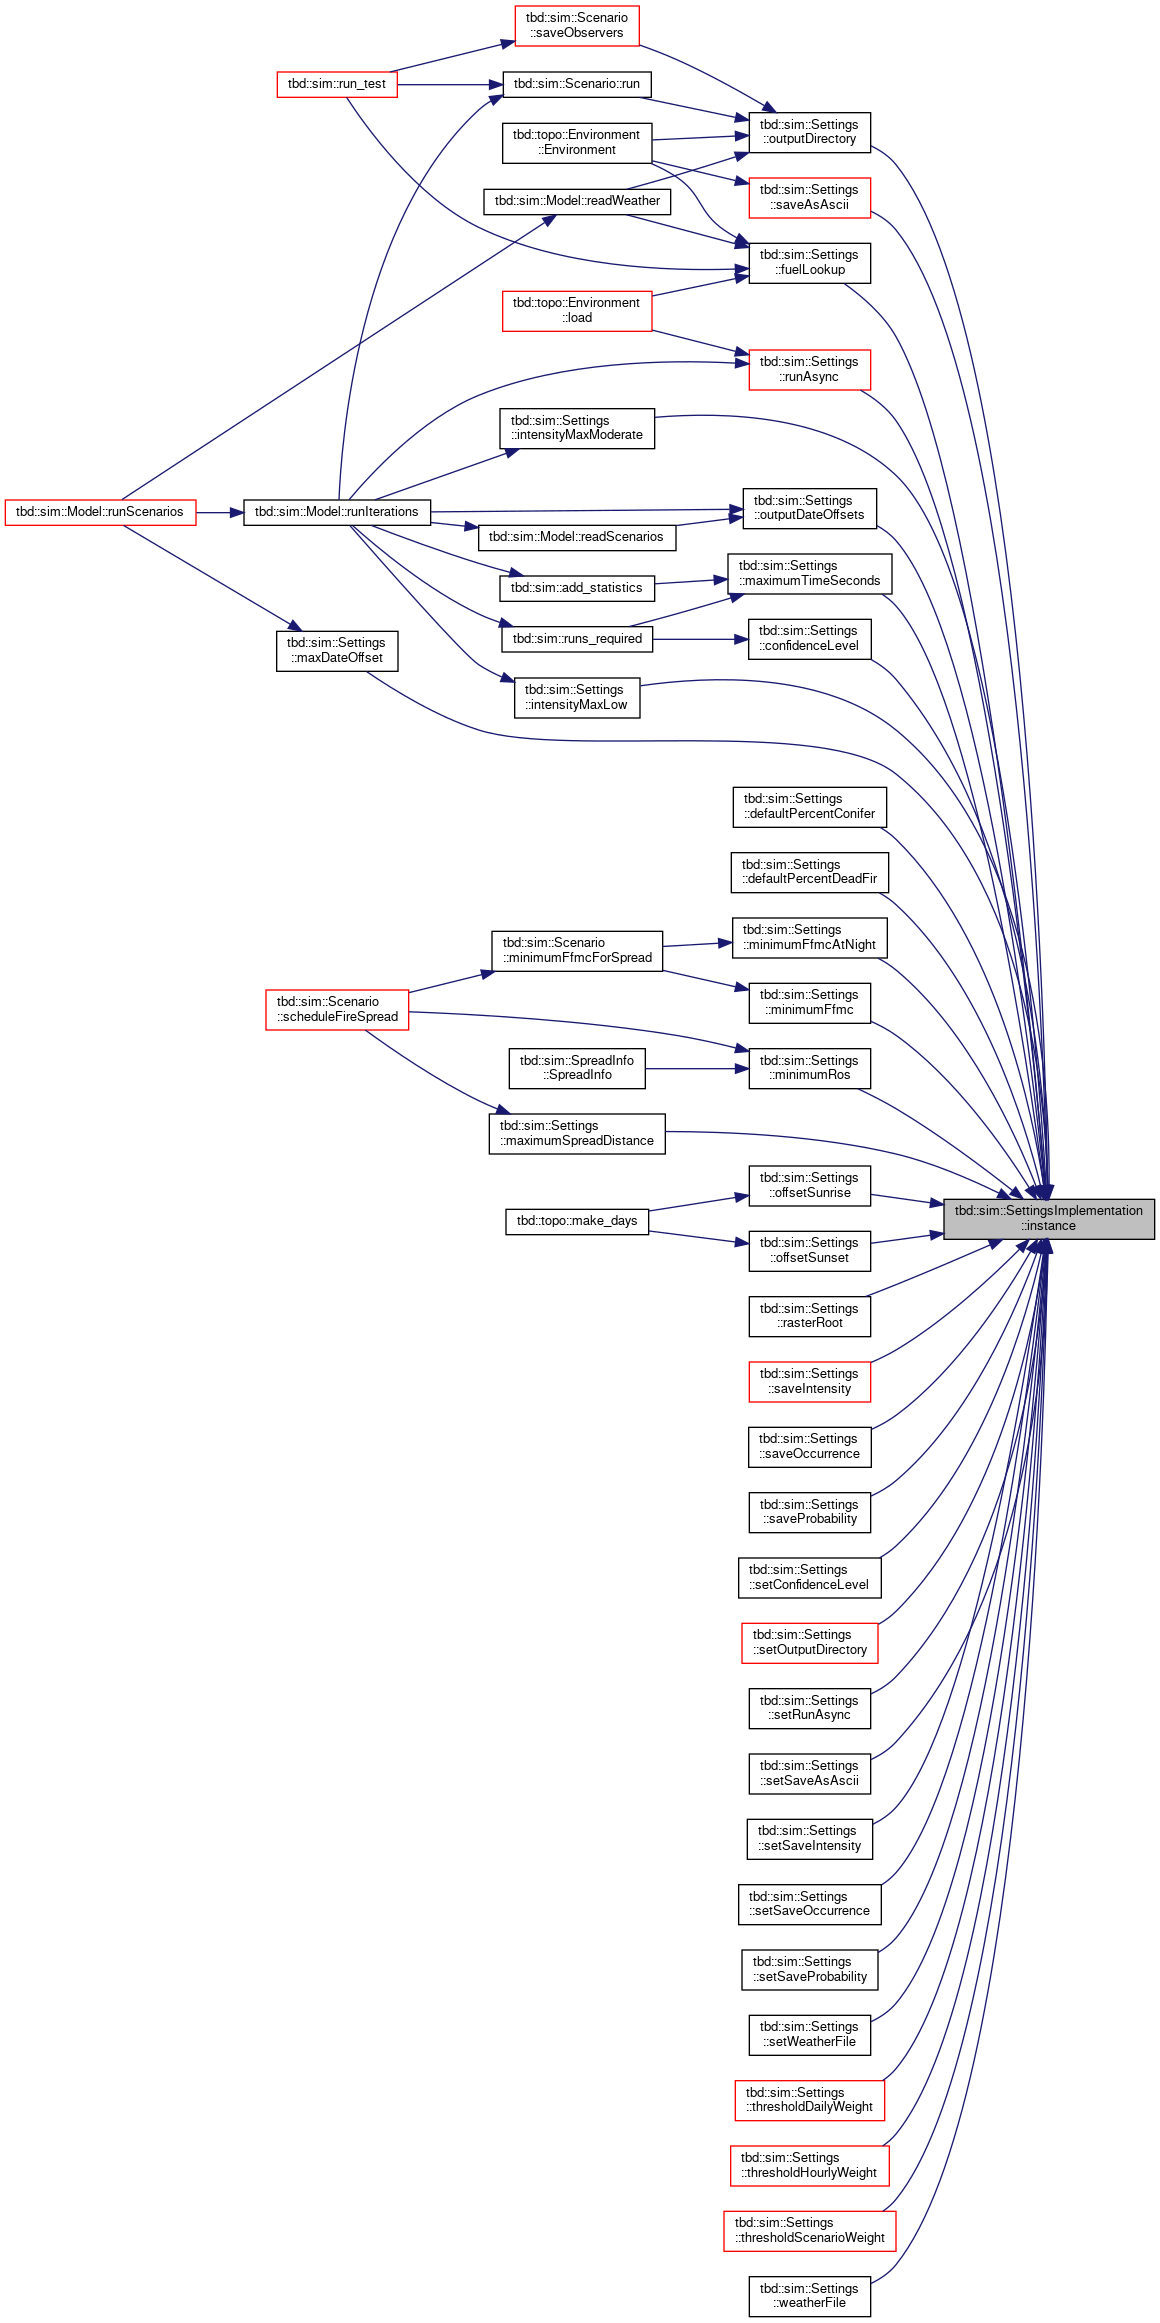 tbd::sim::Scenario
::saveObservers
tbd::sim::run_test
tbd::sim::Scenario::run
tbd::sim::Settings
::outputDirectory
tbd::topo::Environment
::Environment
tbd::sim::Settings
::saveAsAscii
tbd::sim::Model::readWeather
tbd::sim::Settings
::fuelLookup
tbd::topo::Environment
::load
tbd::sim::Settings
::runAsync
tbd::sim::Settings
::intensityMaxModerate
tbd::sim::Model::runScenarios
tbd::sim::Model::runIterations
tbd::sim::Settings
::outputDateOffsets
tbd::sim::Model::readScenarios
tbd::sim::Settings
::maximumTimeSeconds
tbd::sim::add_statistics
tbd::sim::runs_required
tbd::sim::Settings
::confidenceLevel
tbd::sim::Settings
::maxDateOffset
tbd::sim::Settings
::intensityMaxLow
tbd::sim::Settings
::defaultPercentConifer
tbd::sim::Settings
::defaultPercentDeadFir
tbd::sim::Settings
::minimumFfmcAtNight
tbd::sim::Scenario
::minimumFfmcForSpread
tbd::sim::Settings
::minimumFfmc
tbd::sim::Scenario
::scheduleFireSpread
tbd::sim::Settings
::minimumRos
tbd::sim::SpreadInfo
::SpreadInfo
tbd::sim::Settings
::maximumSpreadDistance
tbd::sim::Settings
::offsetSunrise
tbd::sim::SettingsImplementation
::instance
tbd::topo::make_days
tbd::sim::Settings
::offsetSunset
tbd::sim::Settings
::rasterRoot
tbd::sim::Settings
::saveIntensity
tbd::sim::Settings
::saveOccurrence
tbd::sim::Settings
::saveProbability
tbd::sim::Settings
::setConfidenceLevel
tbd::sim::Settings
::setOutputDirectory
tbd::sim::Settings
::setRunAsync
tbd::sim::Settings
::setSaveAsAscii
tbd::sim::Settings
::setSaveIntensity
tbd::sim::Settings
::setSaveOccurrence
tbd::sim::Settings
::setSaveProbability
tbd::sim::Settings
::setWeatherFile
tbd::sim::Settings
::thresholdDailyWeight
tbd::sim::Settings
::thresholdHourlyWeight
tbd::sim::Settings
::thresholdScenarioWeight
tbd::sim::Settings
::weatherFile